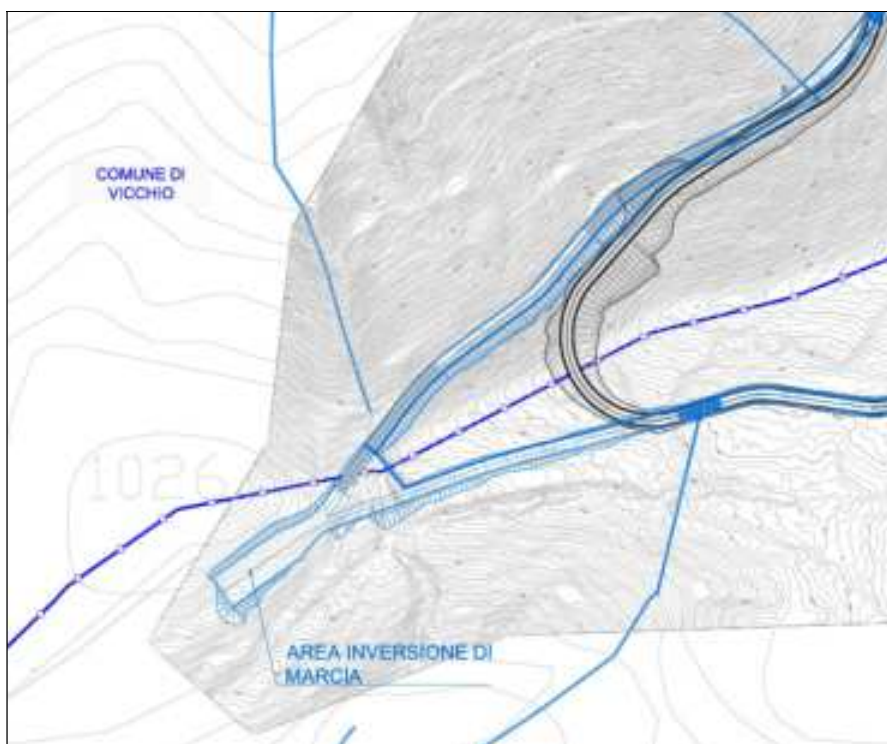 COMUNE DI
VICCHIO
1026
AREA INVERSIONE DI
MARCIA